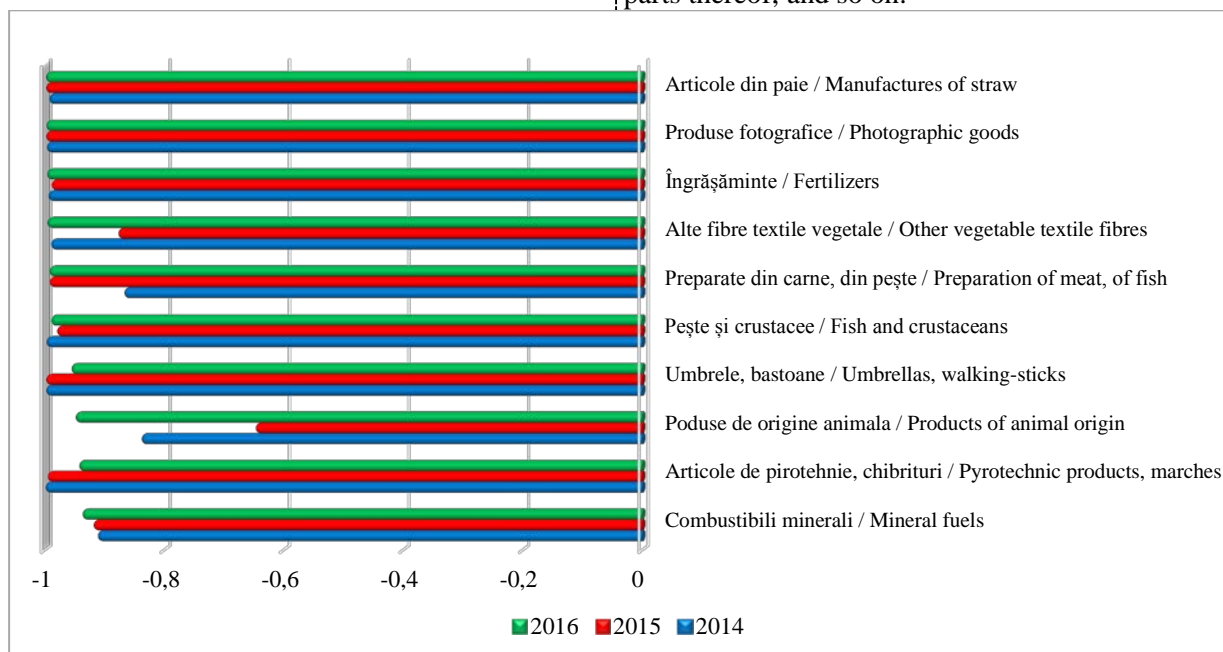 parts thereof, and so on.
Articole din paie / Manufactures of straw
Produse fotografice / Photographic goods
Îngrășăminte / Fertilizers
Alte fibre textile vegetale / Other vegetable textile fibres
Preparate din carne, din pește / Preparation of meat, of fish
Pește și crustacee / Fish and crustaceans
Umbrele, bastoane / Umbrellas, walking-sticks
Poduse de origine animala / Products of animal origin
Articole de pirotehnie, chibrituri / Pyrotechnic products, marches
Combustibili minerali / Mineral fuels
-1 -0,8 -0,6 -0,4 -0,2 0
2016 2015 2014